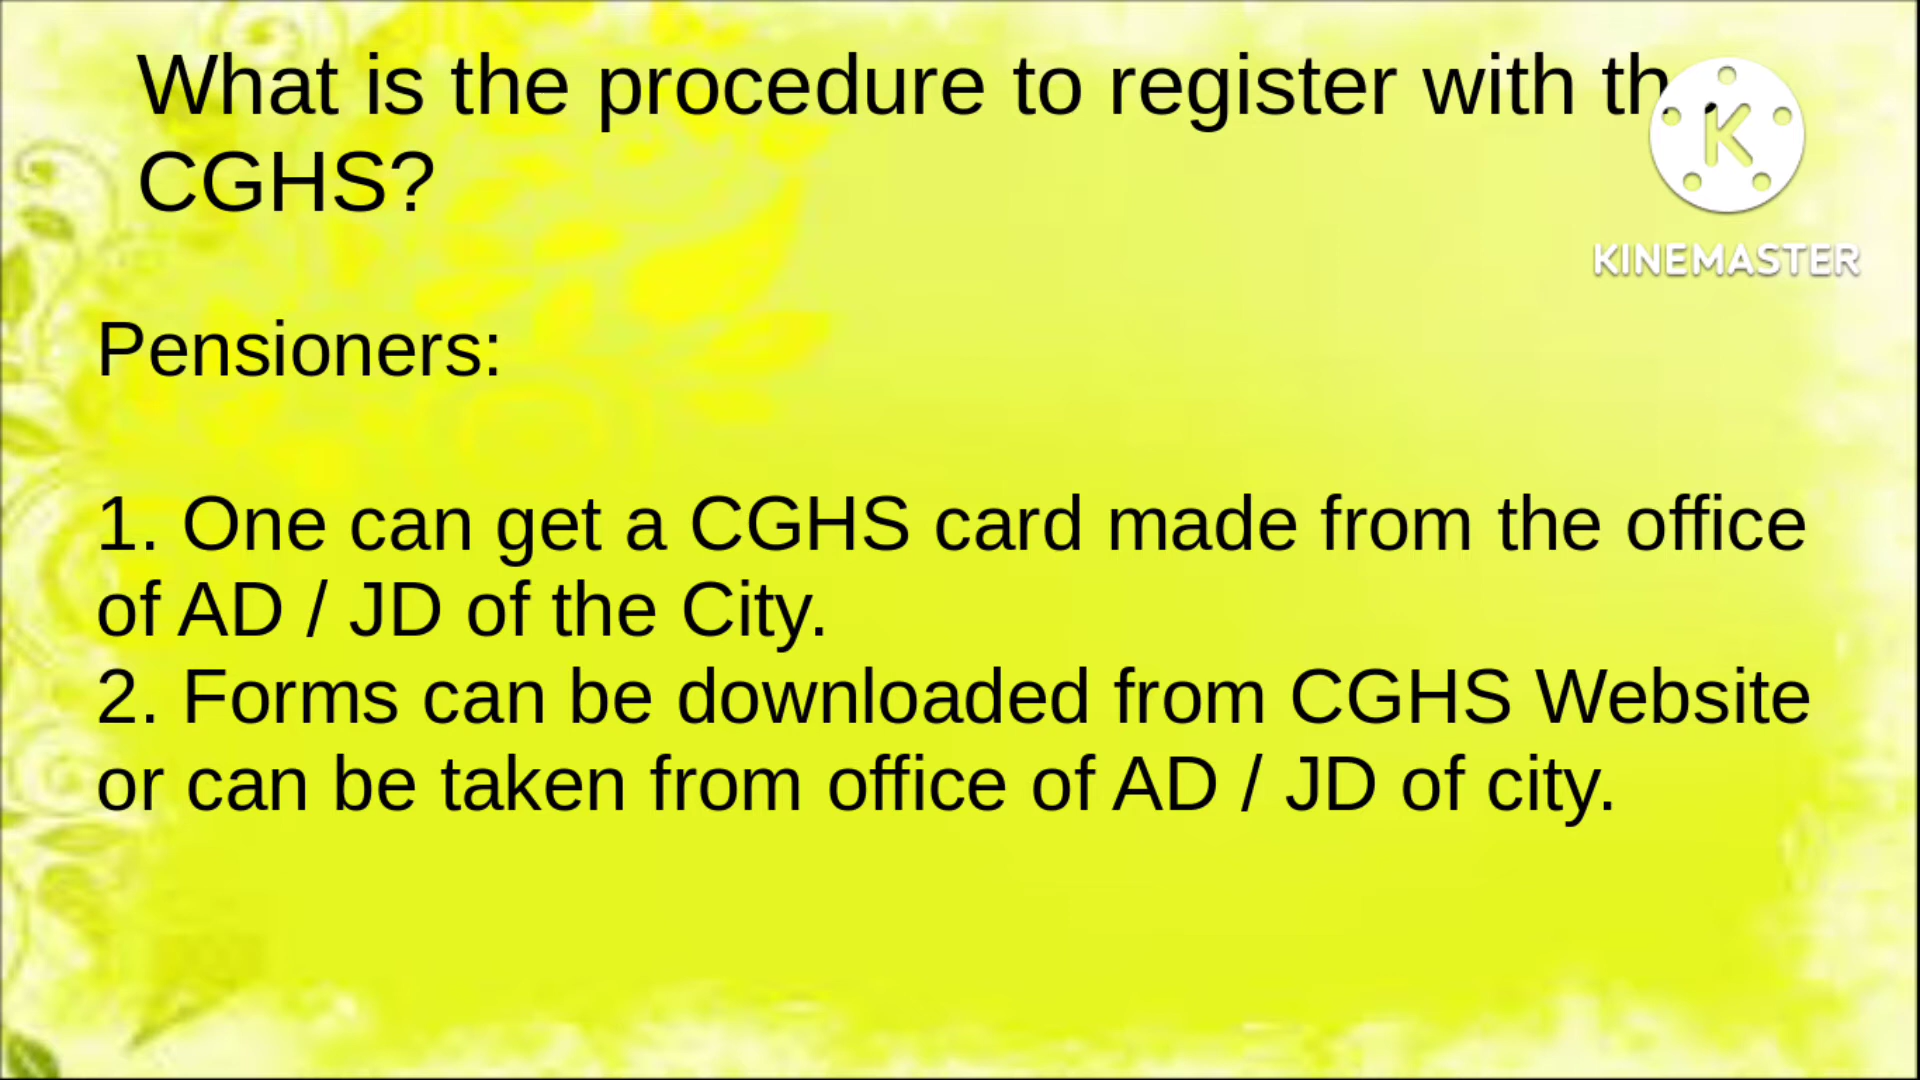 What is the procedure to register with
CGHS?
K
KINEMASTER
Pensioners:
1. One can get a CGHS card made from the office
of AD / JD of the City.
2. Forms can be downloaded from CGHS Website
or can be taken from office of AD / JD of city.